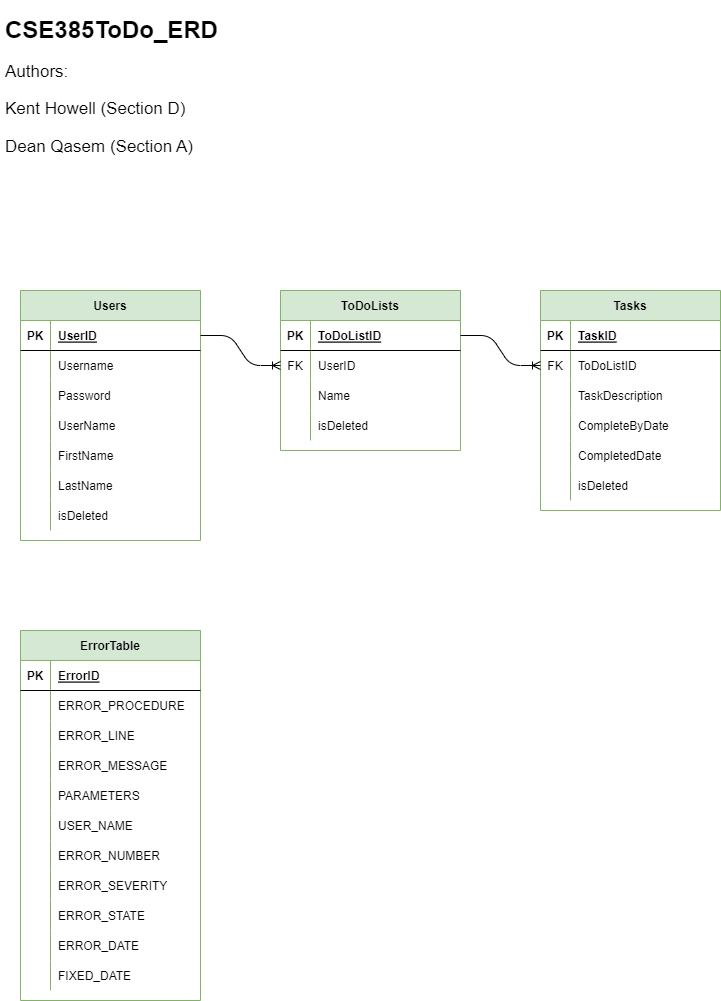 CSE385ToDo_ERD
Authors:
Kent Howell (Section D)
Dean Qasem (Section A)
Users
PK UserID
Username
Password
UserName
FirstName
LastName
isDeleted
ToDoLists
PK ToDoListID
FK UserID
Name
isDeleted
Tasks
PK TaskID
FK ToDoListID
TaskDescription
CompleteByDate
CompletedDate
isDeleted
ErrorTable
PK ErrorID
ERROR_PROCEDURE
ERROR_LINE
ERROR_MESSAGE
PARAMETERS
USER_NAME
ERROR_NUMBER
ERROR_SEVERITY
ERROR_STATE
ERROR_DATE
FIXED_DATE